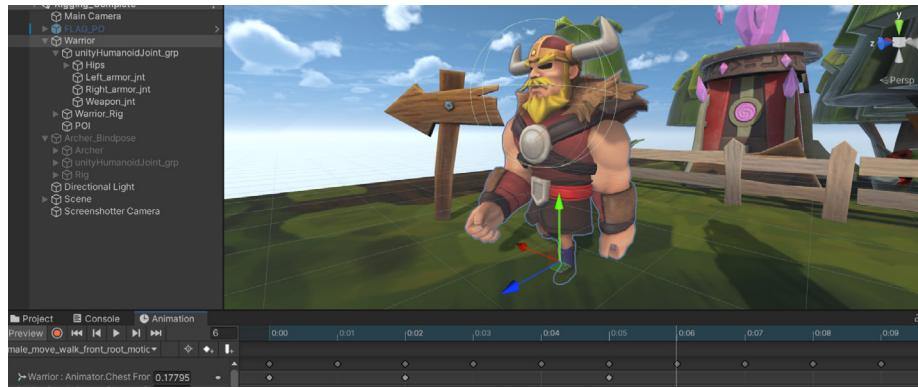 Rigging_Complete
Main Camera
FLAG_PO
Warrior
unityHumanoidJoint_grp
Hips
Left_armor_jnt
Right_armor_jnt
Weapon_jnt
Warrior_Rig
POI
Archer_Bindpose
Archer
unityHumanoidJoint_grp
Rig
Directional Light
Scene
Screenshotter Camera
y
z
Persp
Project Console Animation
Preview 6 0:00 0:01 0:02 0:03 0:04 0:05 0:06 0:07 0:08 0:09
male_move_walk_front_root_motic
Warrior : Animator.Chest Fror 0.17795